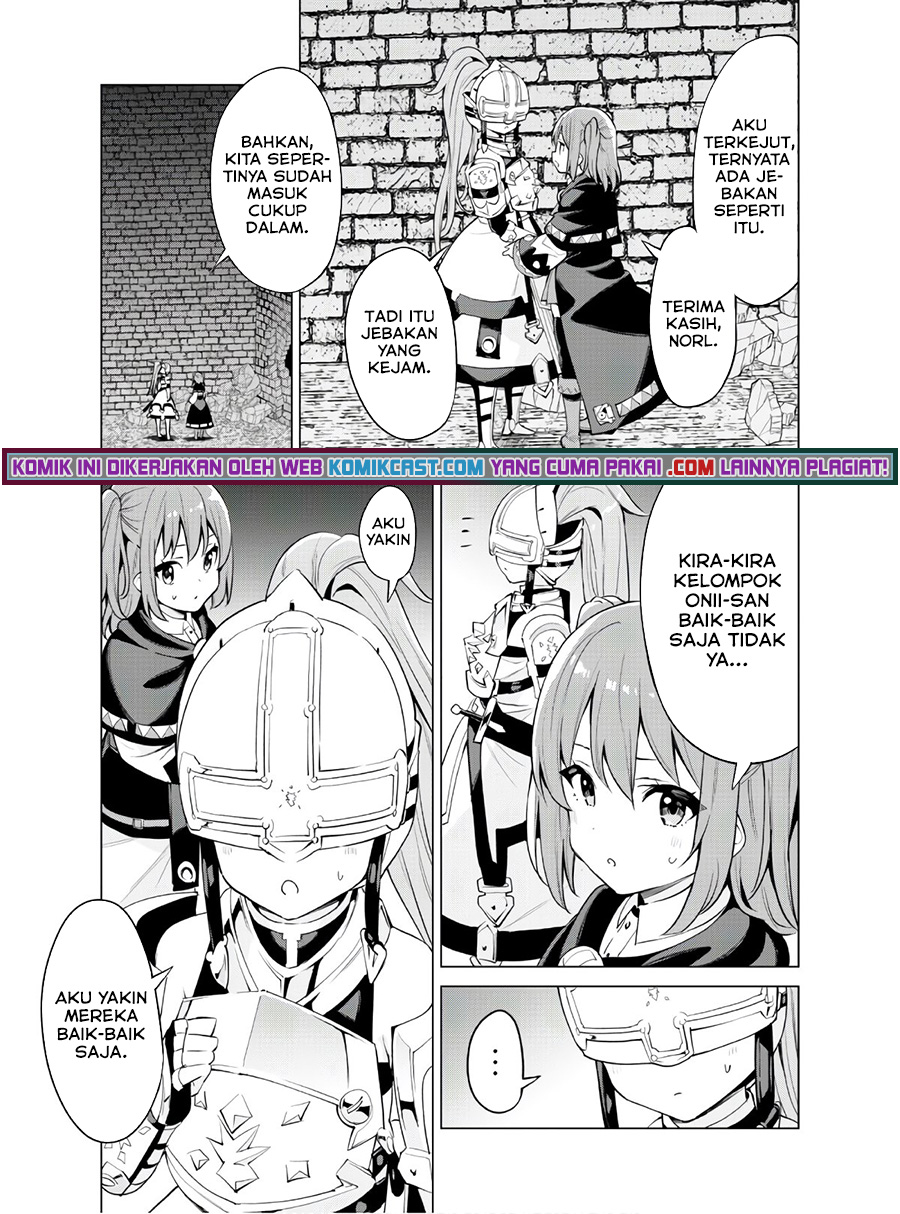 AKU
TERKEJUT,
TERNYATA
ADA JE-
BAKAN
SEPERTI
ITU.
TERIMA
KASIH,
NORL.
TADI ITU
JEBAKAN
YANG
KEJAM.
BAHKAN,
KITA SEPER-
TINYA SUDAH
MASUK
CUKUP
DALAM.
KOMIK INI DIKERJAKAN OLEH WEB KOMIKCAST.COM YANG CUMA PAKAI .COM LAINNYA PLAGIAT!
KIRA-KIRA
KELOMPOK
ONII-SAN
BAIK-BAIK
SAJA TIDAK
YA...
...
AKU
YAKIN
AKU YAKIN
MEREKA
BAIK-BAIK
SAJA.